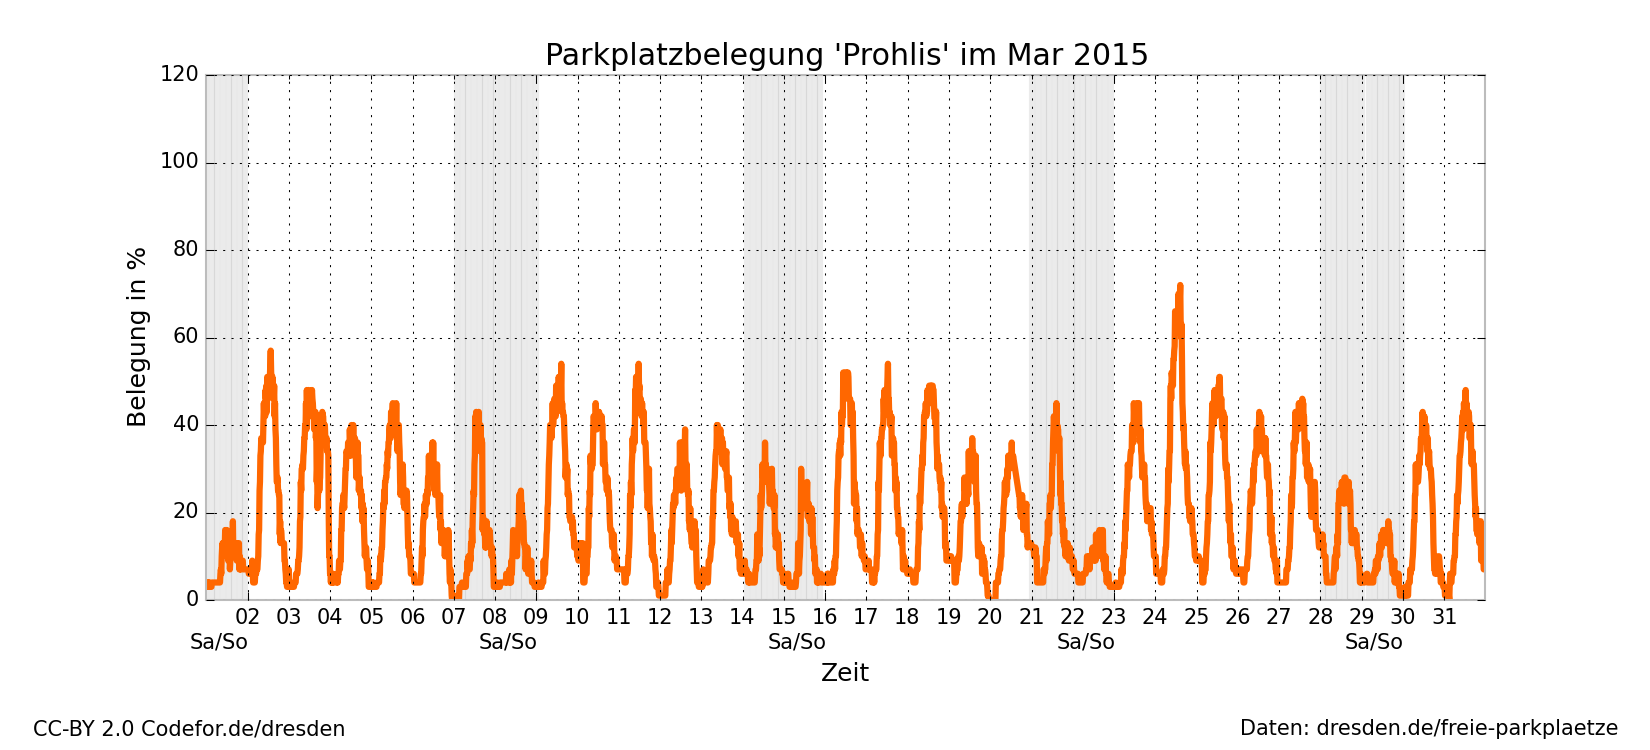 Parkplatzbelegung 'Prohlis' im Mar 2015
120
100
80
60
40
20
0
Belegung in %
02 03 04 05 06 07 08 09 10 11 12 13 14 15 16 17 18 19 20 21 22 23 24 25 26 27 28 29 30 31
Sa/So Sa/So Sa/So Sa/So Sa/So
Zeit
CC-BY 2.0 Codefor.de/dresden
Daten: dresden.de/freie-parkplaetze